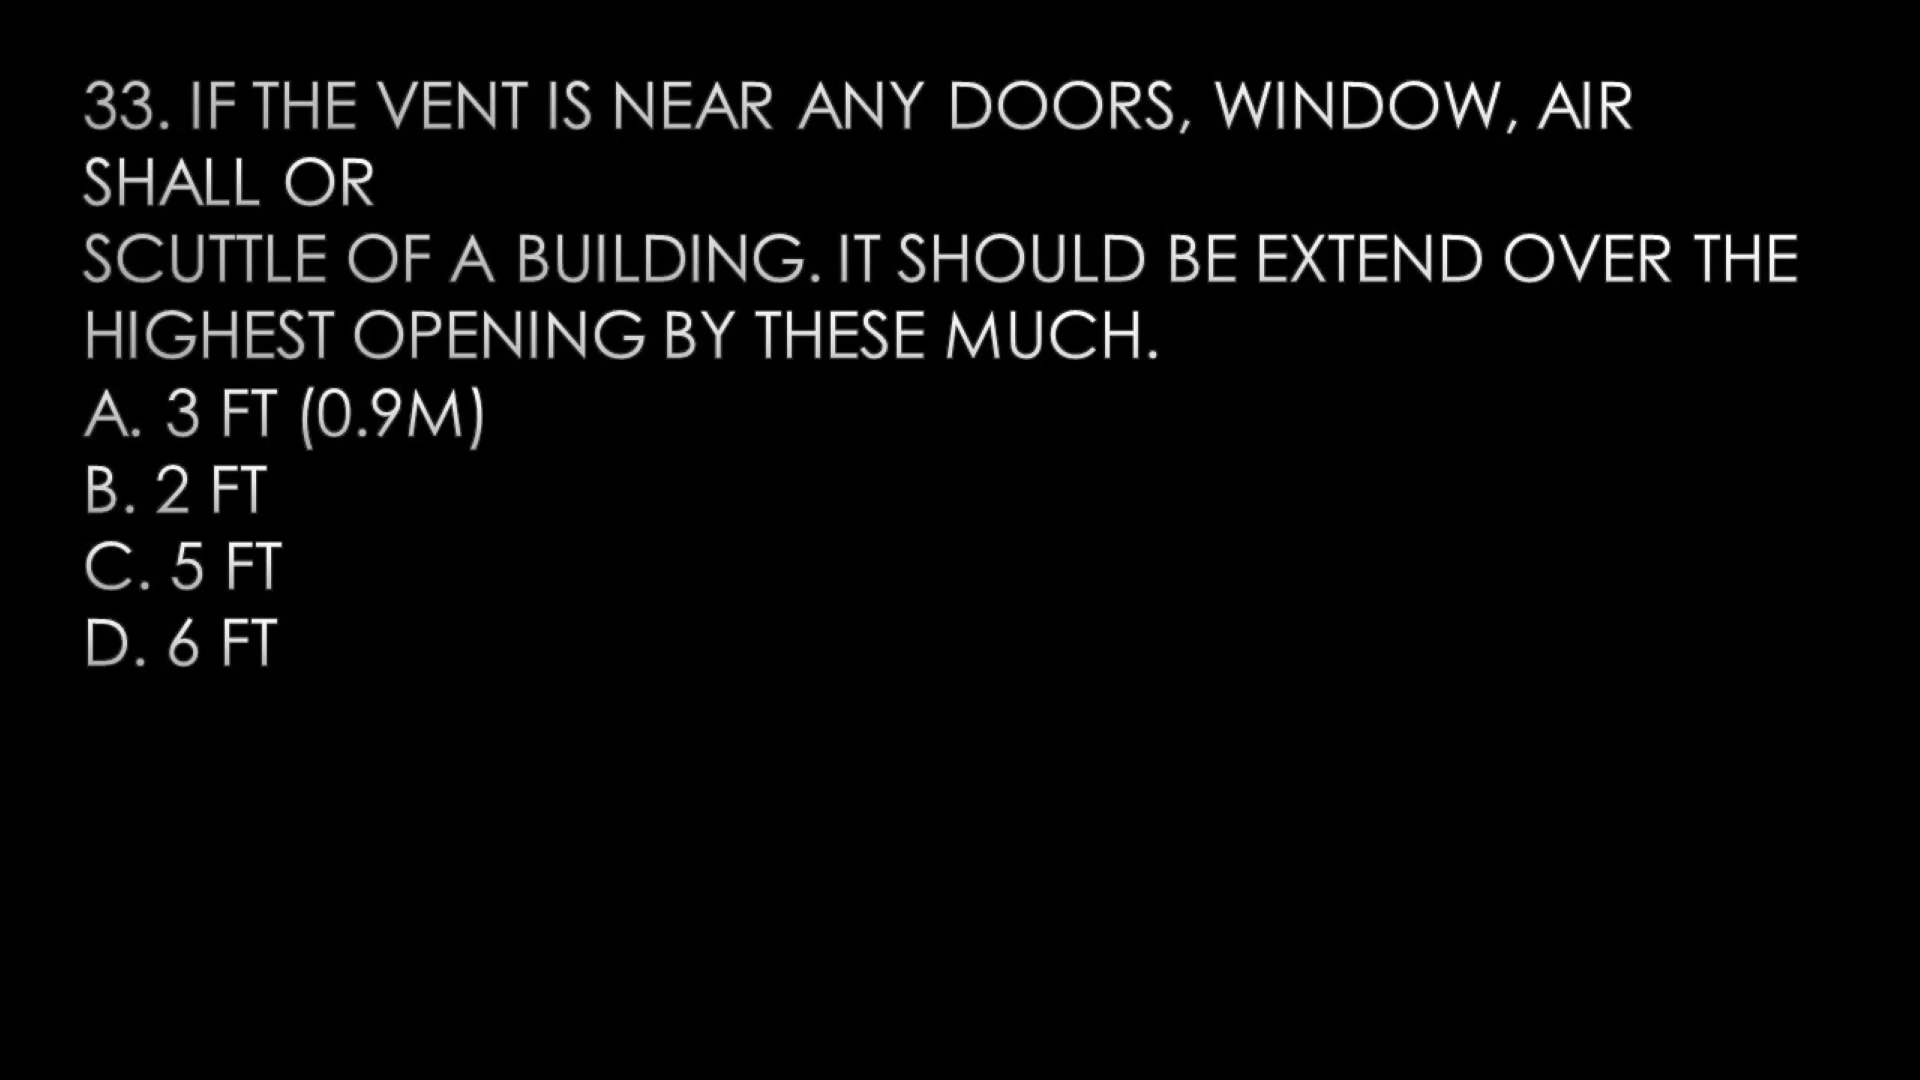 33. IF THE VENT IS NEAR ANY DOORS, WINDOW, AIR
SHALL OR
SCUTTLE OF A BUILDING. IT SHOULD BE EXTEND OVER THE
HIGHEST OPENING BY THESE MUCH.
A. 3 FT (0.9M)
B. 2 FT
C. 5 FT
D. 6 FT